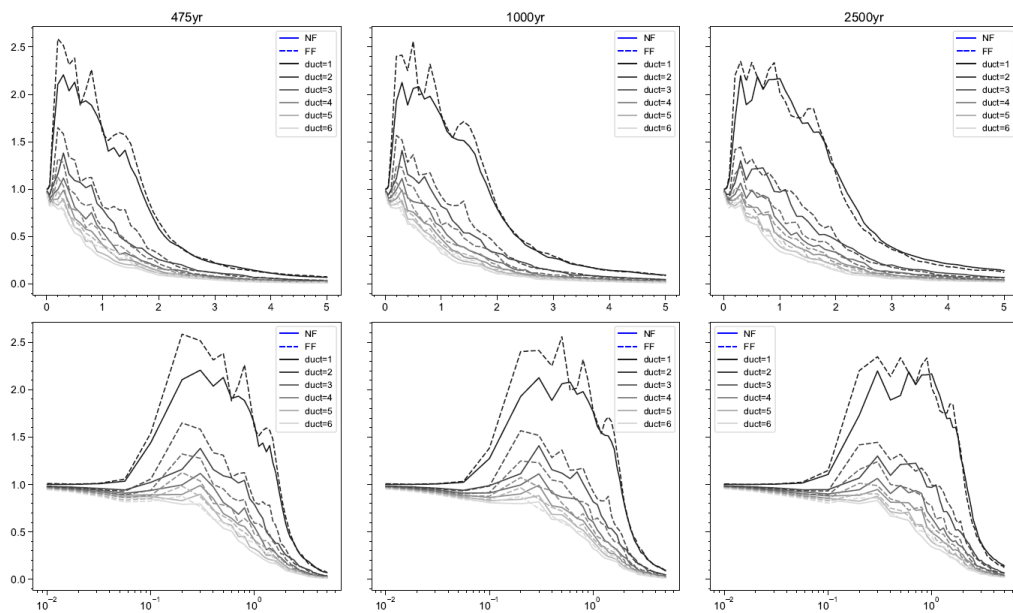 475yr
1000yr
2500yr
2.5
2.0
1.5
1.0
0.5
0.0
NF
FF
duct=1
duct=2
duct=3
duct=4
duct=5
duct=6
NF
FF
duct=1
duct=2
duct=3
duct=4
duct=5
duct=6
NF
FF
duct=1
duct=2
duct=3
duct=4
duct=5
duct=6
0 1 2 3 4 5
0 1 2 3 4 5
0 1 2 3 4 5
2.5
2.0
1.5
1.0
0.5
0.0
NF
FF
duct=1
duct=2
duct=3
duct=4
duct=5
duct=6
NF
FF
duct=1
duct=2
duct=3
duct=4
duct=5
duct=6
NF
FF
duct=1
duct=2
duct=3
duct=4
duct=5
duct=6
10⁻² 10⁻¹ 10⁰
10⁻² 10⁻¹ 10⁰
10⁻² 10⁻¹ 10⁰